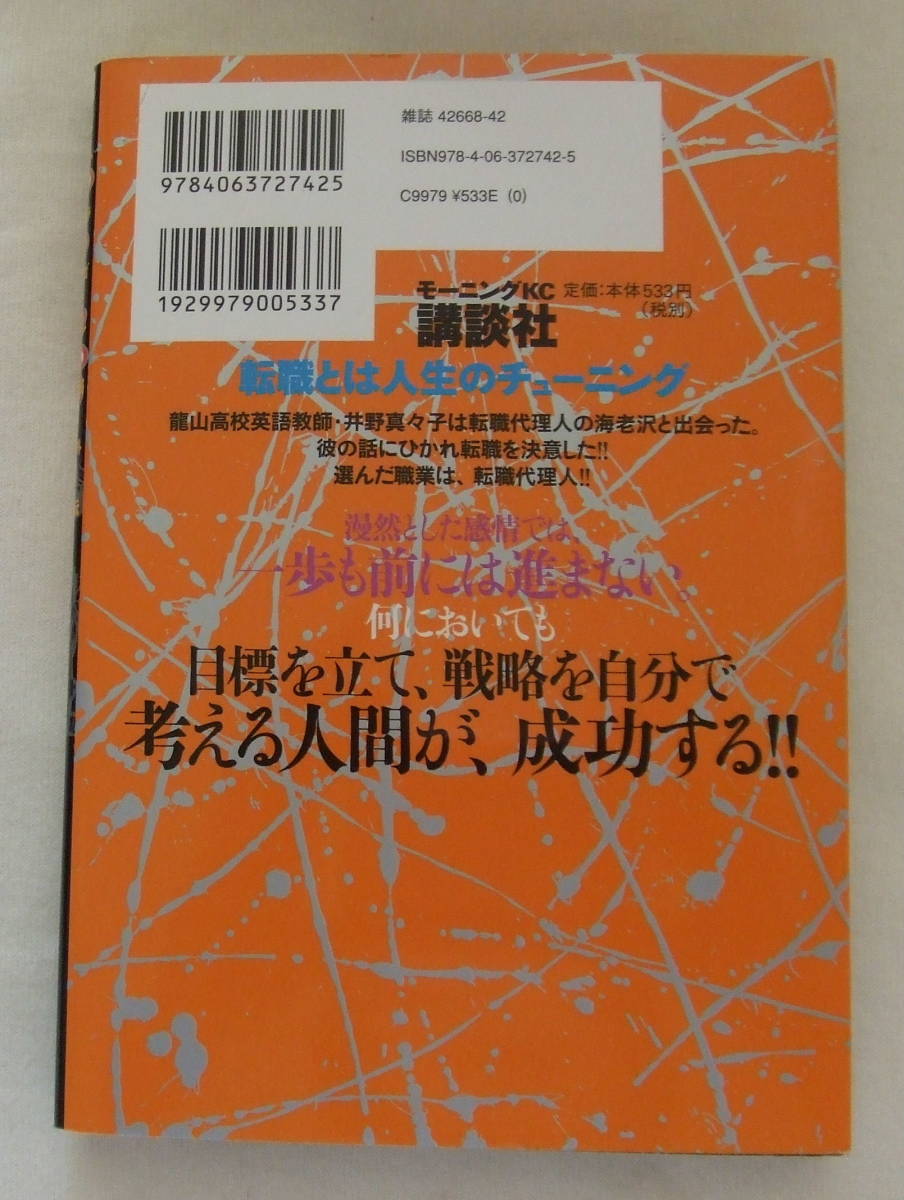 雑誌 42668-42
ISBN978-4-06-372742-5
C9979 ¥533E (0)
9784063727425
1929979005337
モーニングKC
講談社
定価：本体533円
（税別）
転職とは人生のチューニング
龍山高校英語教師・井野真々子は転職代理人の海老沢と出会った。
彼の話にひかれ転職を決意した!!
選んだ職業は、転職代理人!!
漫然とした感情では、
一歩も前には進まない。
何においても
目標を立て、戦略を自分で
考える人間が、成功する!!